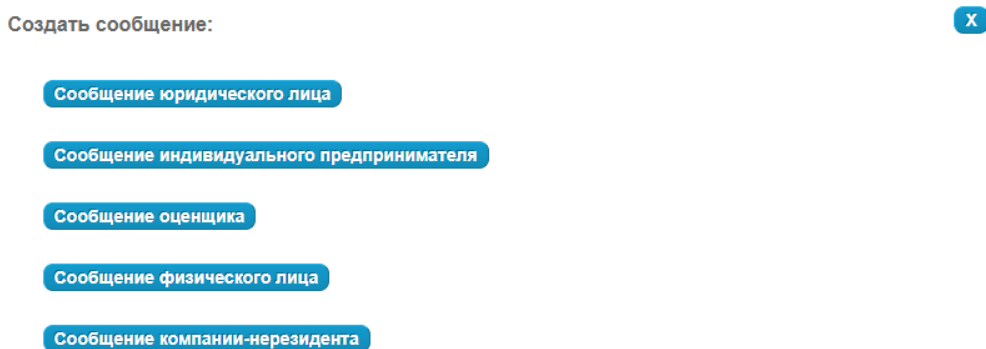 Создать сообщение:
X
Сообщение юридического лица
Сообщение индивидуального предпринимателя
Сообщение оценщика
Сообщение физического лица
Сообщение компании-нерезидента